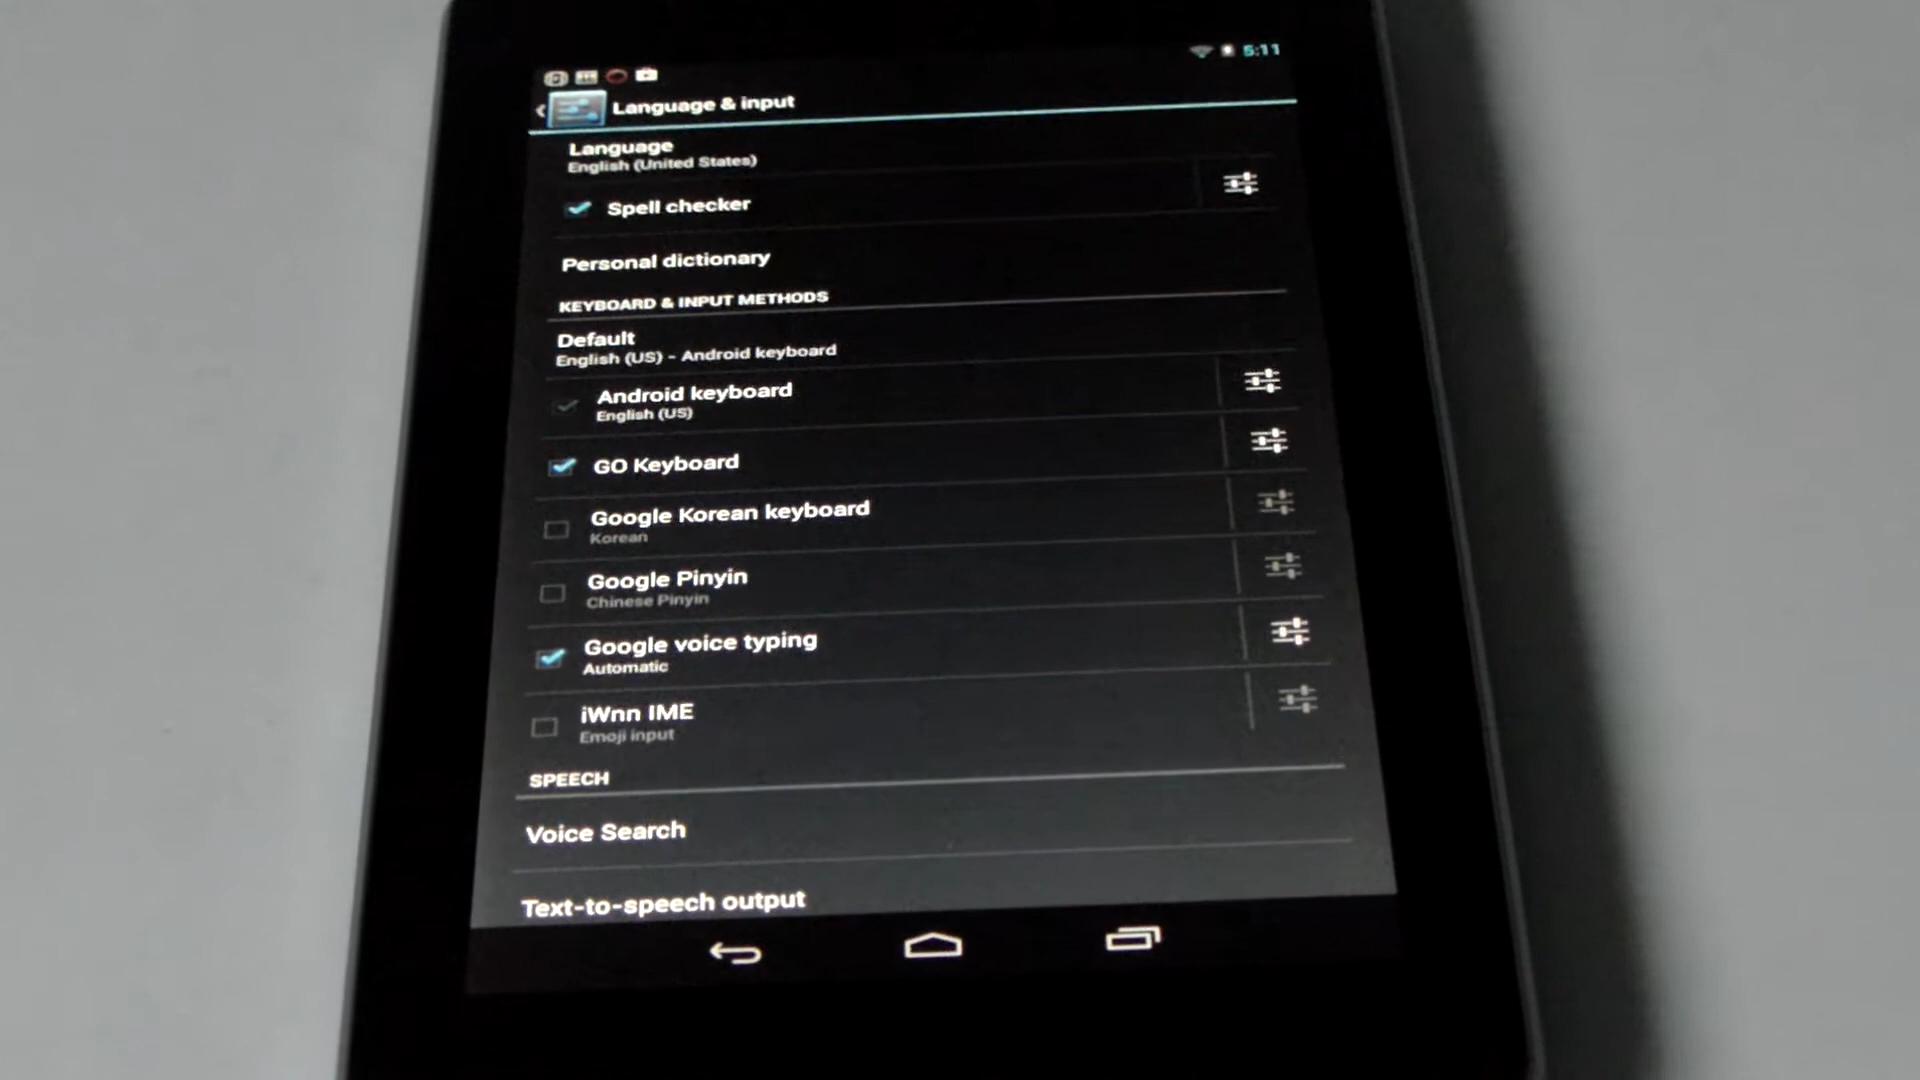 5:11
Language & input
Language
English (United States)
Spell checker
Personal dictionary
KEYBOARD & INPUT METHODS
Default
English (US) - Android keyboard
Android keyboard
English (US)
GO Keyboard
Google Korean keyboard
Korean
Google Pinyin
Chinese Pinyin
Google voice typing
Automatic
iWnn IME
Emoji input
SPEECH
Voice Search
Text-to-speech output